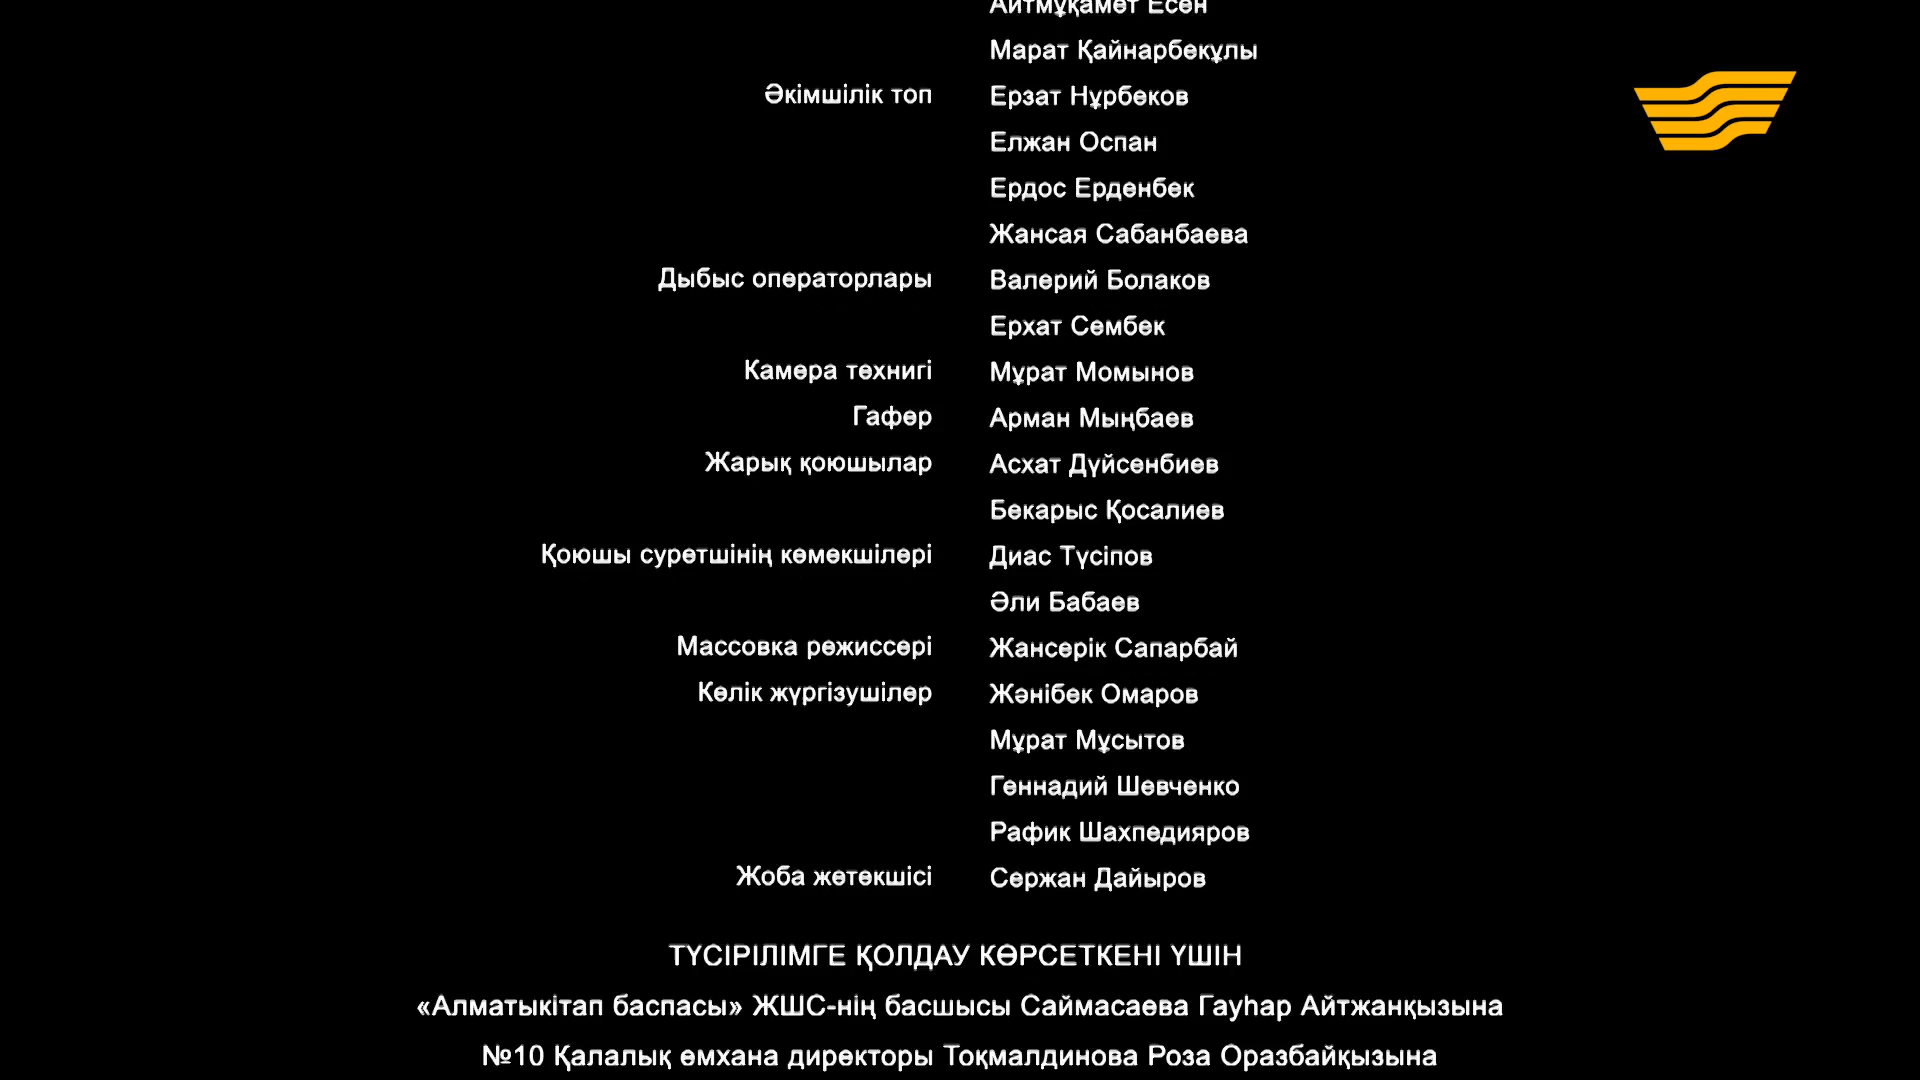 Айтмұқамет Есен
Марат Қайнарбекұлы
Әкімшілік топ Ерзат Нұрбеков
Елжан Оспан
Ердос Ерденбек
Жансая Сабанбаева
Дыбыс операторлары Валерий Болаков
Ерхат Сембек
Камера технигі Мұрат Момынов
Гафер Арман Мыңбаев
Жарық қоюшылар Асхат Дүйсенбиев
Бекарыс Қосалиев
Қоюшы суретшінің көмекшілері Диас Түсіпов
Әли Бабаев
Массовка режиссері Жансерік Сапарбай
Көлік жүргізушілер Жәнібек Омаров
Мұрат Мұсытов
Геннадий Шевченко
Рафик Шахпедияров
Жоба жетекшісі Сержан Дайыров
ТҮСІРІЛІМГЕ ҚОЛДАУ КӨРСЕТКЕНІ ҮШІН
«Алматыкітап баспасы» ЖШС-нің басшысы Саймасаева Гауһар Айтжанқызына
№10 Қалалық емхана директоры Тоқмалдинова Роза Оразбайқызына